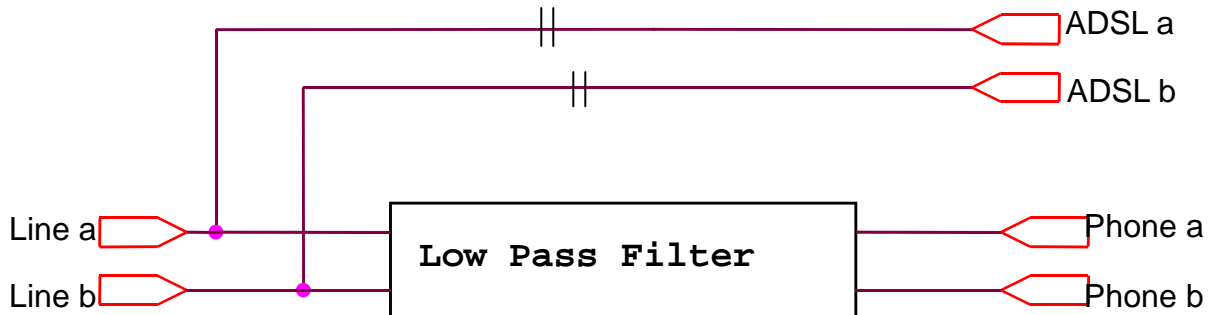 ADSL a
ADSL b
Line a
Low Pass Filter
Phone a
Line b
Phone b